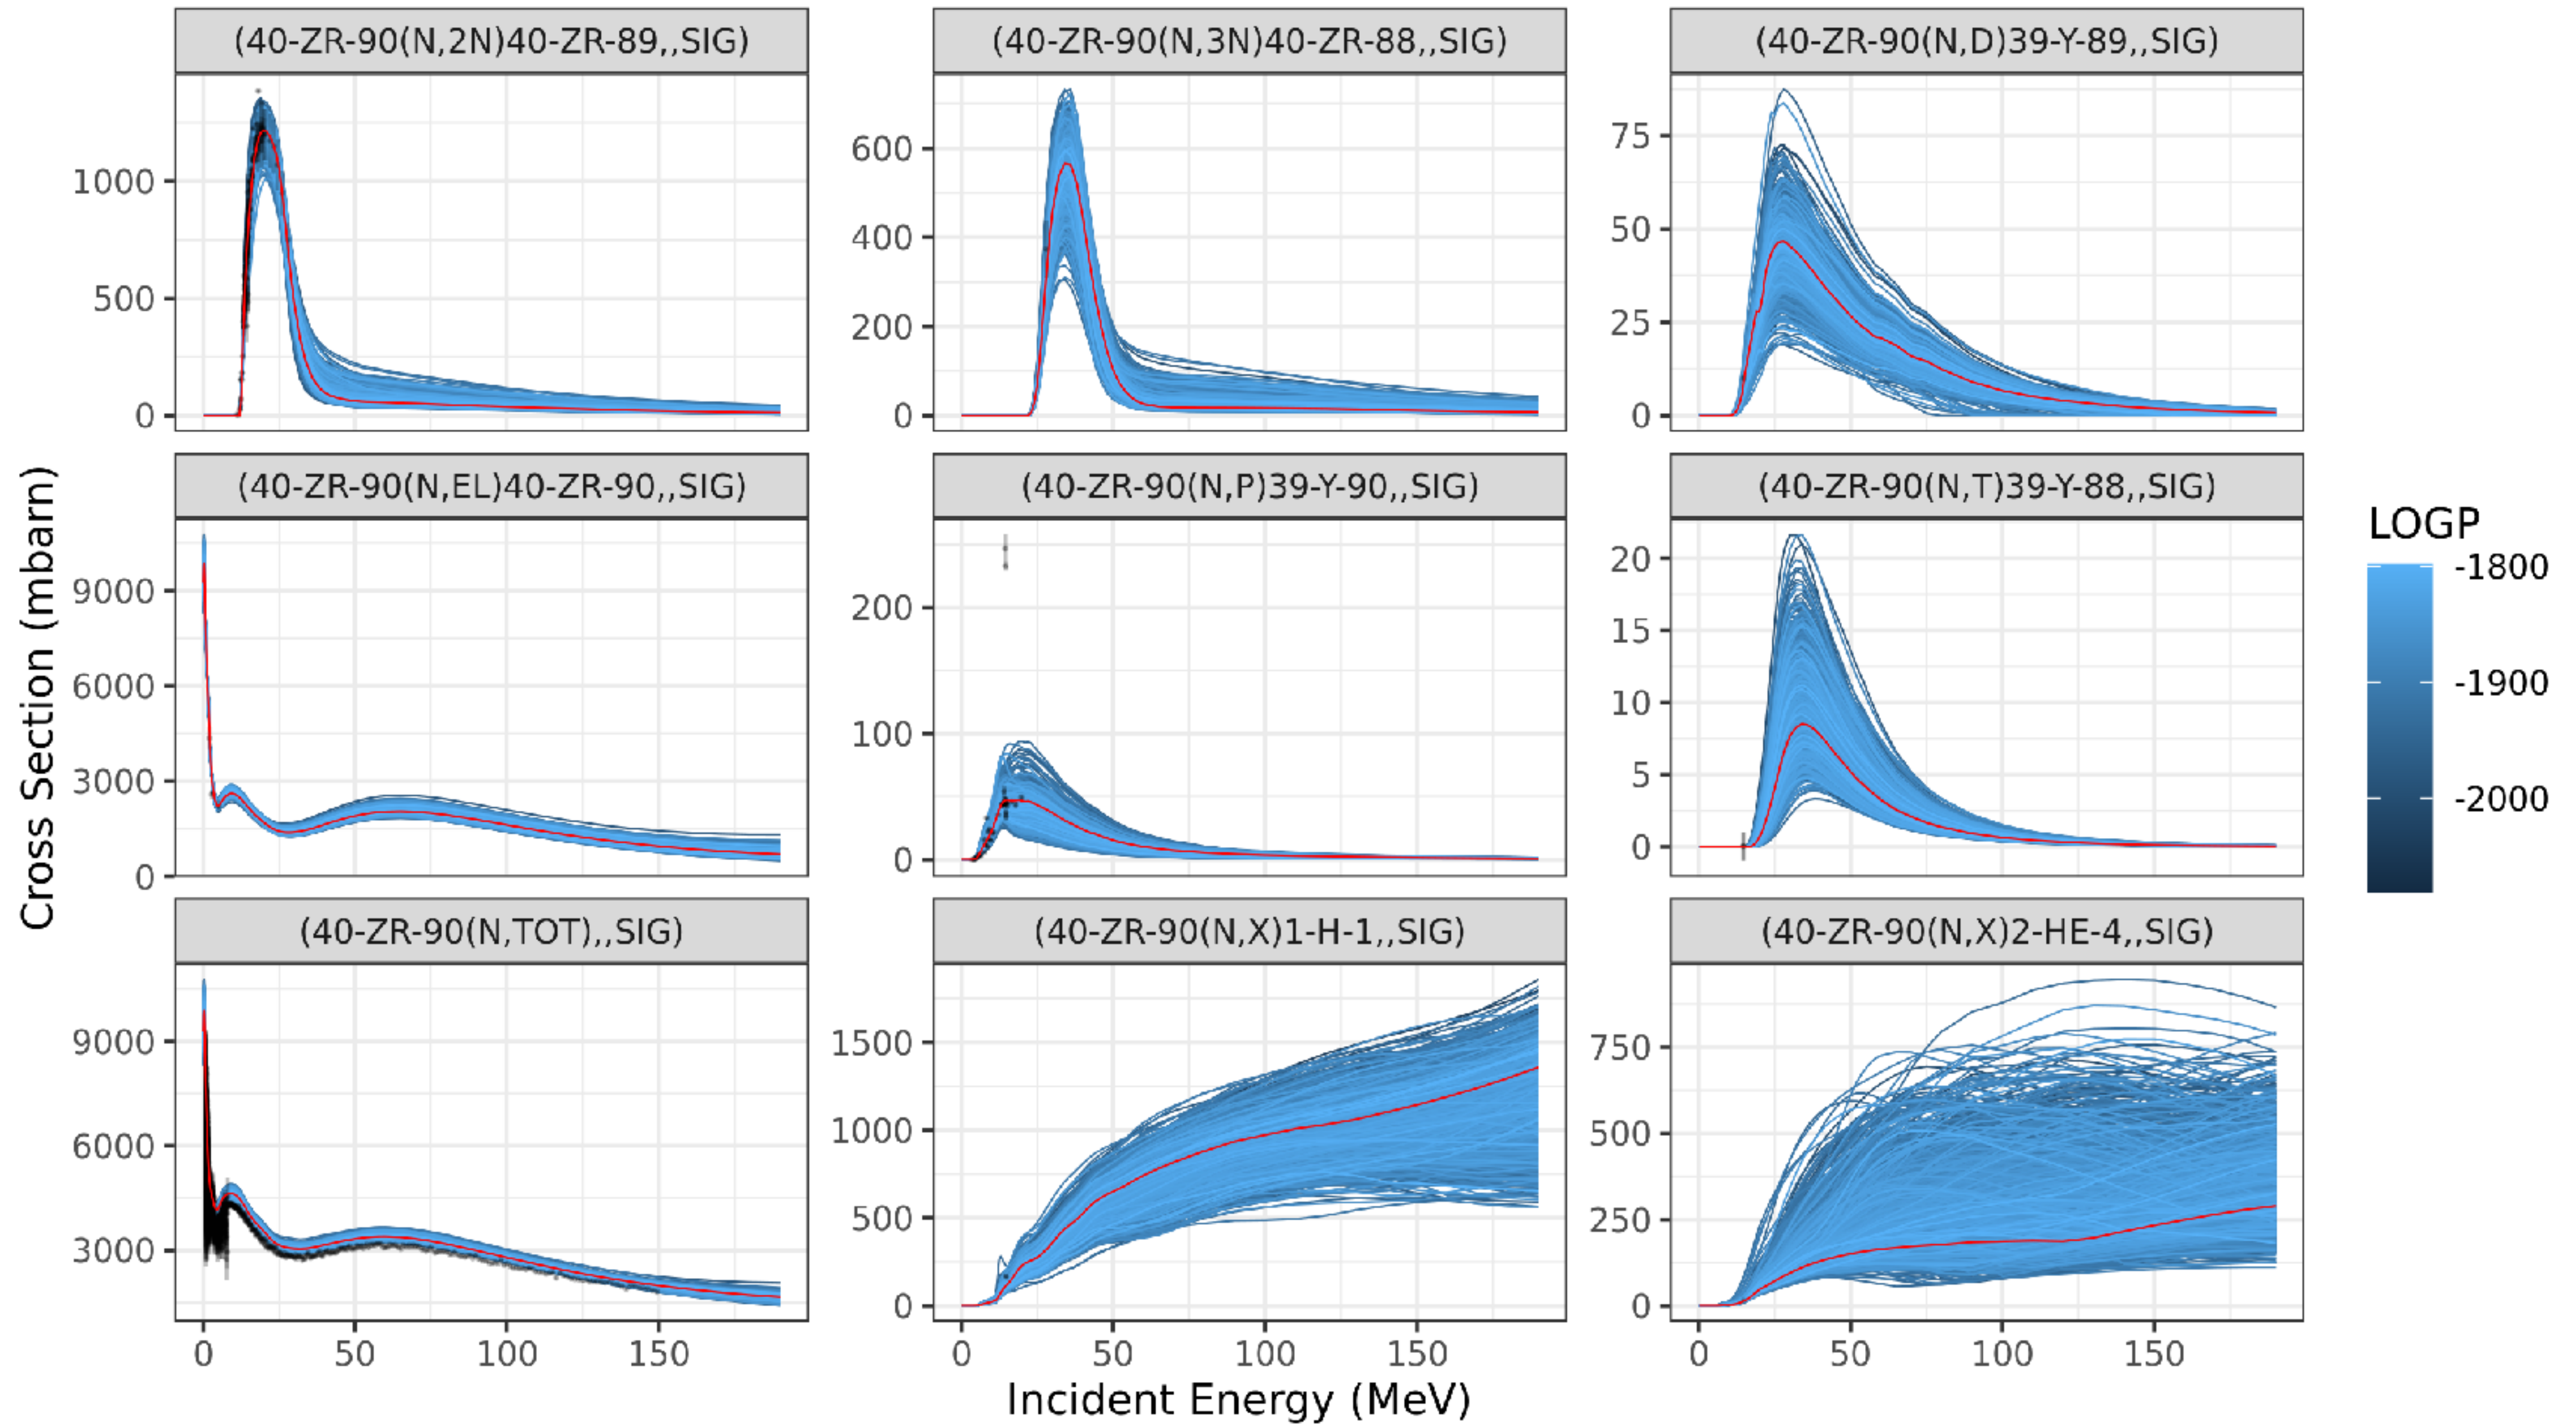 (40-ZR-90(N,2N)40-ZR-89,,SIG)
(40-ZR-90(N,3N)40-ZR-88,,SIG)
(40-ZR-90(N,D)39-Y-89,,SIG)
1000
500
0
600
400
200
0
75
50
25
0
(40-ZR-90(N,EL)40-ZR-90,,SIG)
(40-ZR-90(N,P)39-Y-90,,SIG)
(40-ZR-90(N,T)39-Y-88,,SIG)
9000
6000
3000
0
200
100
0
20
15
10
5
0
(40-ZR-90(N,TOT),,SIG)
(40-ZR-90(N,X)1-H-1,,SIG)
(40-ZR-90(N,X)2-HE-4,,SIG)
9000
6000
3000
1500
1000
500
0
750
500
250
0
0 50 100 150
0 50 100 150
0 50 100 150
Cross Section (mbarn)
Incident Energy (MeV)
LOGP
-1800
-1900
-2000